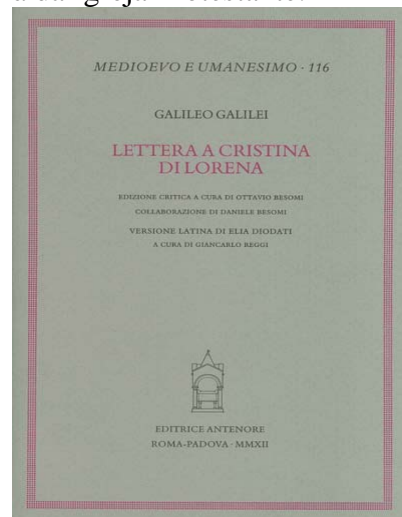 MEDIOEVO E UMANESIMO · 116
GALILEO GALILEI
LETTERA A CRISTINA
DI LORENA
EDIZIONE CRITICA A CURA DI OTTAVIO BESOMI
COLLABORAZIONE DI DANIELE BESOMI
VERSIONE LATINA DI ELIA DIODATI
A CURA DI GIANCARLO REGGI
EDITRICE ANTENORE
ROMA-PADOVA · MMXII